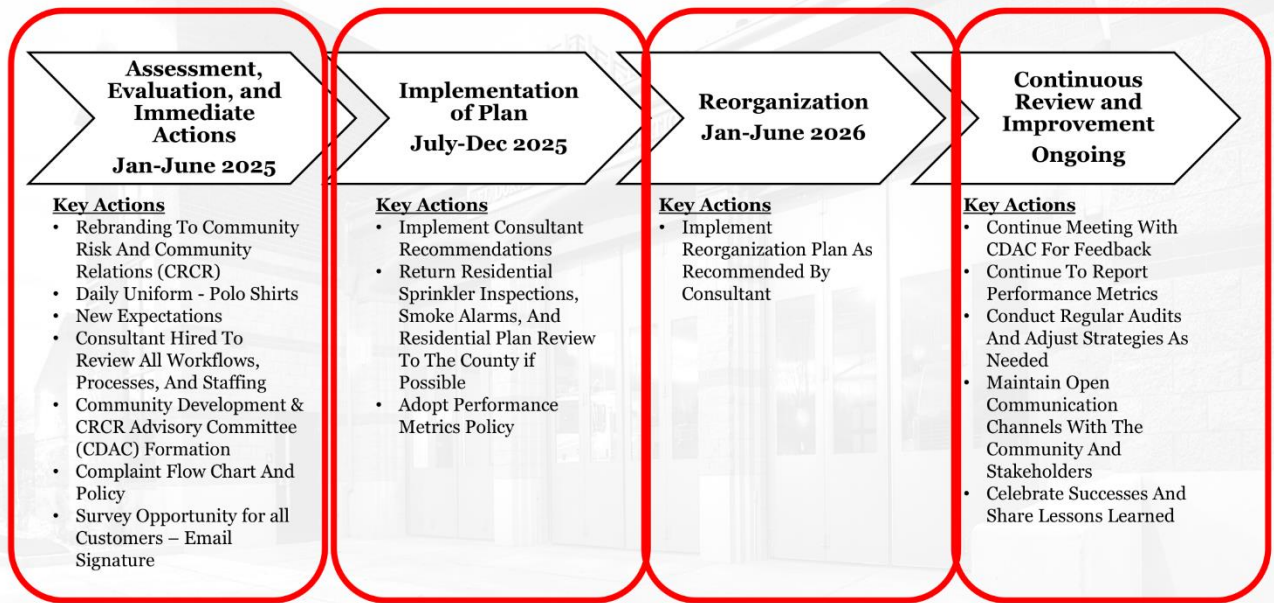 Assessment,
Evaluation, and
Immediate
Actions
Jan-June 2025
Key Actions
• Rebranding To Community
Risk And Community
Relations (CRCR)
• Daily Uniform - Polo Shirts
• New Expectations
• Consultant Hired To
Review All Workflows,
Processes, And Staffing
• Community Development &
CRCR Advisory Committee
(CDAC) Formation
• Complaint Flow Chart And
Policy
• Survey Opportunity for all
Customers – Email
Signature
Implementation
of Plan
July-Dec 2025
Key Actions
• Implement Consultant
Recommendations
• Return Residential
Sprinkler Inspections,
Smoke Alarms, And
Residential Plan Review
To The County if
Possible
• Adopt Performance
Metrics Policy
Reorganization
Jan-June 2026
Key Actions
• Implement
Reorganization Plan As
Recommended By
Consultant
Continuous
Review and
Improvement
Ongoing
Key Actions
• Continue Meeting With
CDAC For Feedback
• Continue To Report
Performance Metrics
• Conduct Regular Audits
And Adjust Strategies As
Needed
• Maintain Open
Communication
Channels With The
Community And
Stakeholders
• Celebrate Successes And
Share Lessons Learned